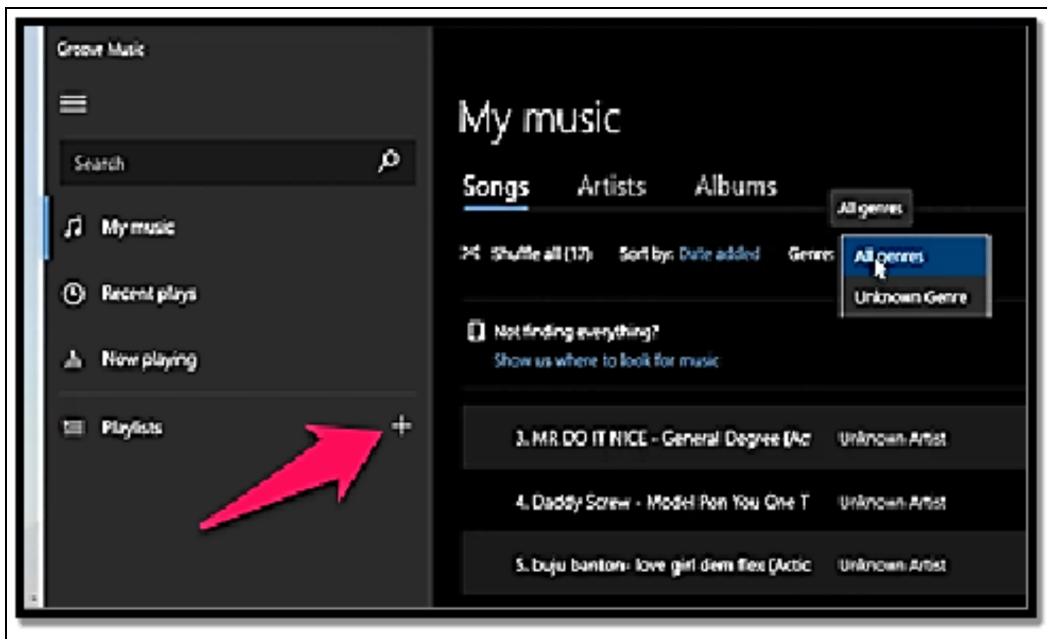 Groove Music
Search
My music
Recent plays
Now playing
Playlists
My music
Songs Artists Albums
All genres
Shuffle all (17) Sort by: Date added Genre:
All genres
Unknown Genre
Not finding everything?
Show us where to look for music
3. MR DO IT NICE - General Degree [Ac Unknown Artist
4. Daddy Screw - Model Pon You One T Unknown Artist
5. buju banton- love girl dem flex [Actic Unknown Artist